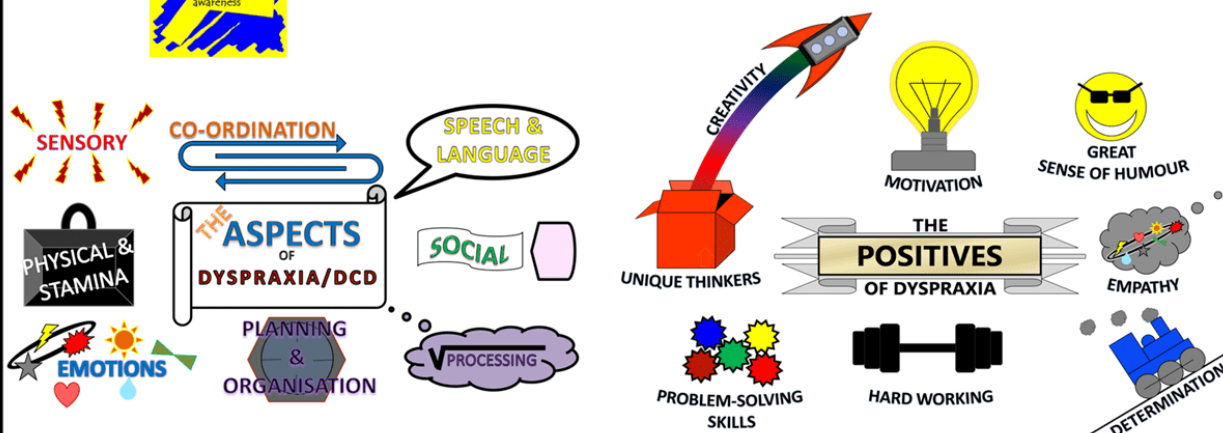 awareness
SENSORY
CO-ORDINATION
SPEECH &
LANGUAGE
PHYSICAL &
STAMINA
THE
ASPECTS
OF
DYSPRAXIA/DCD
SOCIAL
EMOTIONS
PLANNING
&
ORGANISATION
PROCESSING
CREATIVITY
UNIQUE THINKERS
MOTIVATION
GREAT
SENSE OF HUMOUR
THE
POSITIVES
OF DYSPRAXIA
EMPATHY
PROBLEM-SOLVING
SKILLS
HARD WORKING
DETERMINATION